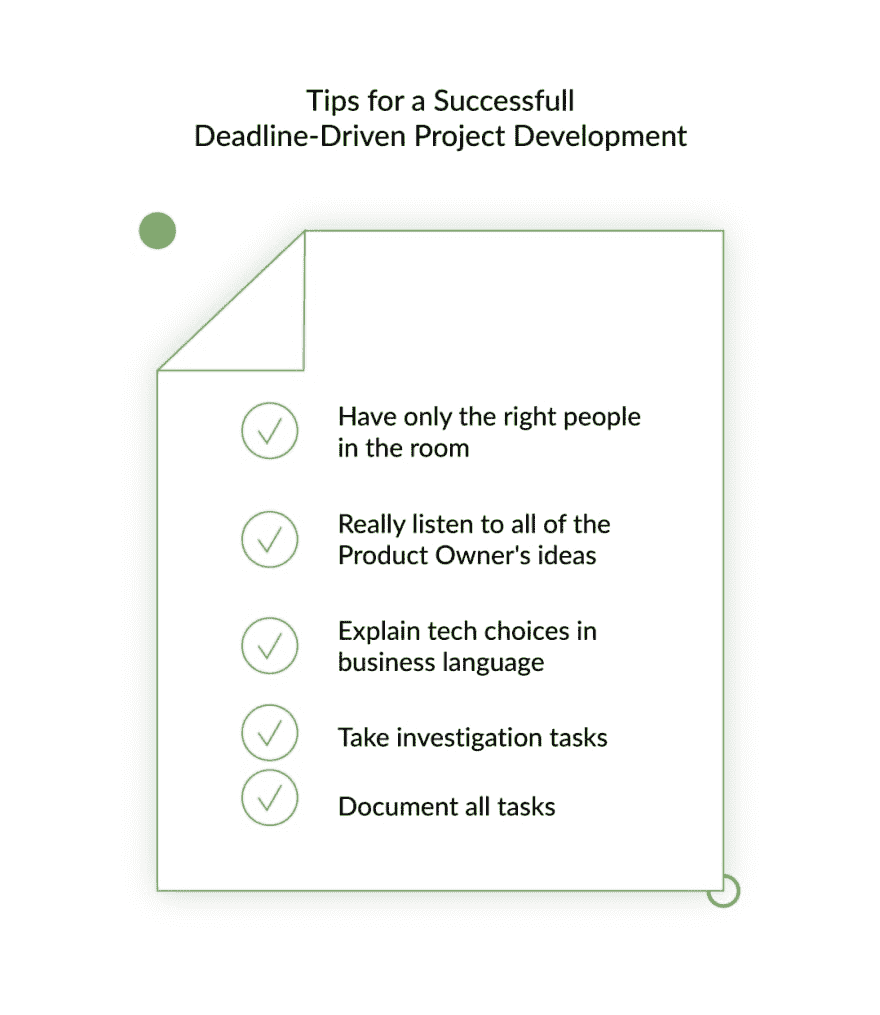 Tips for a Successfull
Deadline-Driven Project Development
Have only the right people
in the room
Really listen to all of the
Product Owner's ideas
Explain tech choices in
business language
Take investigation tasks
Document all tasks